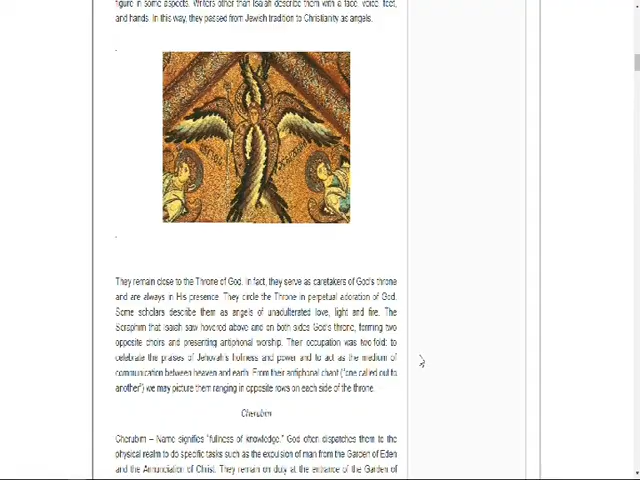 figure in some aspects. Writers other than Isaiah describe them with a face, voice, feet,
and hands. In this way, they passed from Jewish tradition to Christianity as angels.
They remain close to the Throne of God. In fact, they serve as caretakers of God's throne
and are always in His presence. They circle the Throne in perpetual adoration of God.
Some scholars describe them as angels of unadulterated love, light and fire. The
Seraphim that Isaiah saw hovered above and on both sides God's throne, forming two
opposite choirs and presenting antiphonal worship. Their occupation was two fold: to
celebrate the praises of Jehovah's holiness and power and to act as the medium of
communication between heaven and earth. From their antiphonal chant ("one called out to
another") we may picture them ranging in opposite rows on each side of the throne.
Cherubim
Cherubim – Name signifies "fullness of knowledge." God often dispatches them to the
physical realm to do specific tasks such as the expulsion of man from the Garden of Eden
and the Annunciation of Christ. They remain on duty at the entrance of the Garden of